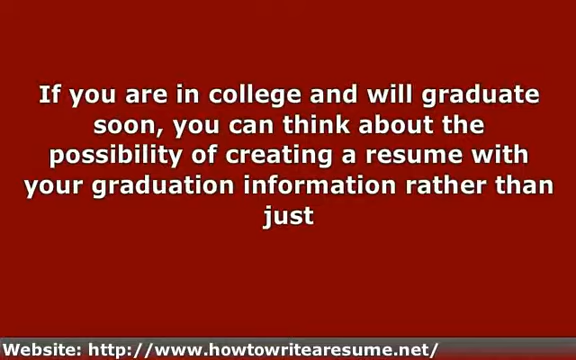 If you are in college and will graduate
soon, you can think about the
possibility of creating a resume with
your graduation information rather than
just
Website: http://www.howtowritearesume.net/